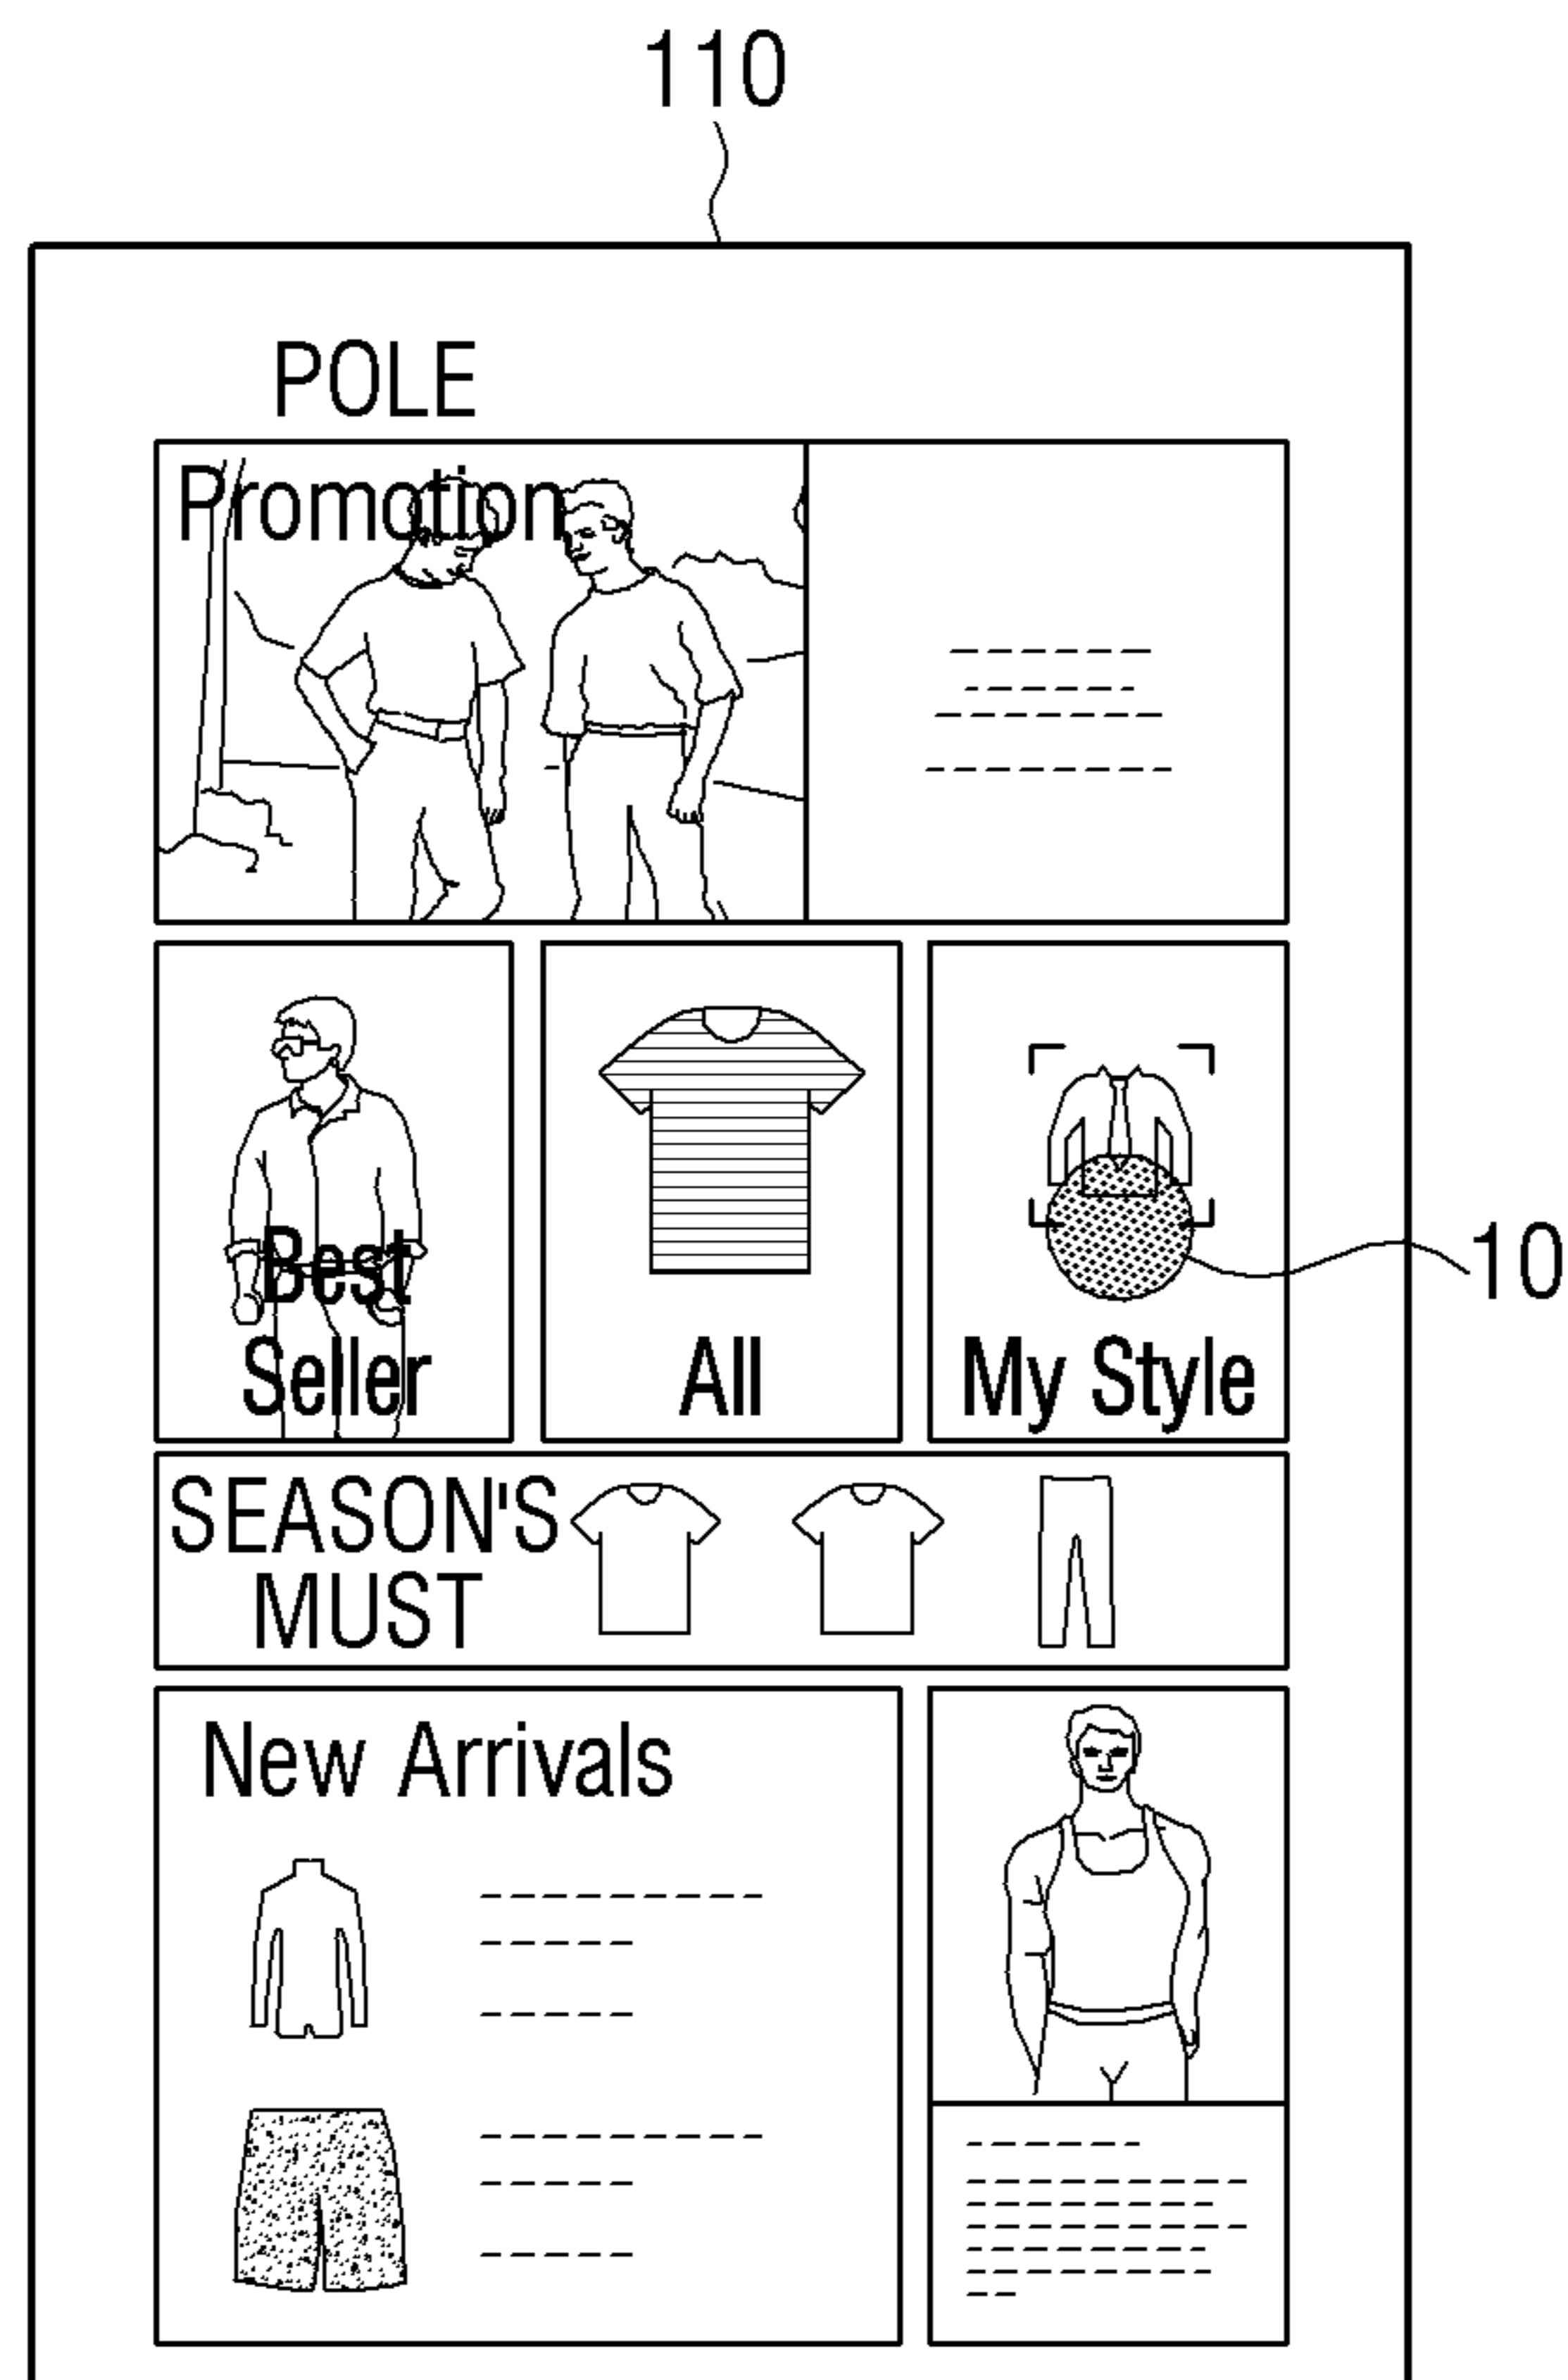 110
POLE
Promotion
Best
Seller
All
My Style
10
SEASON'S
MUST
New Arrivals